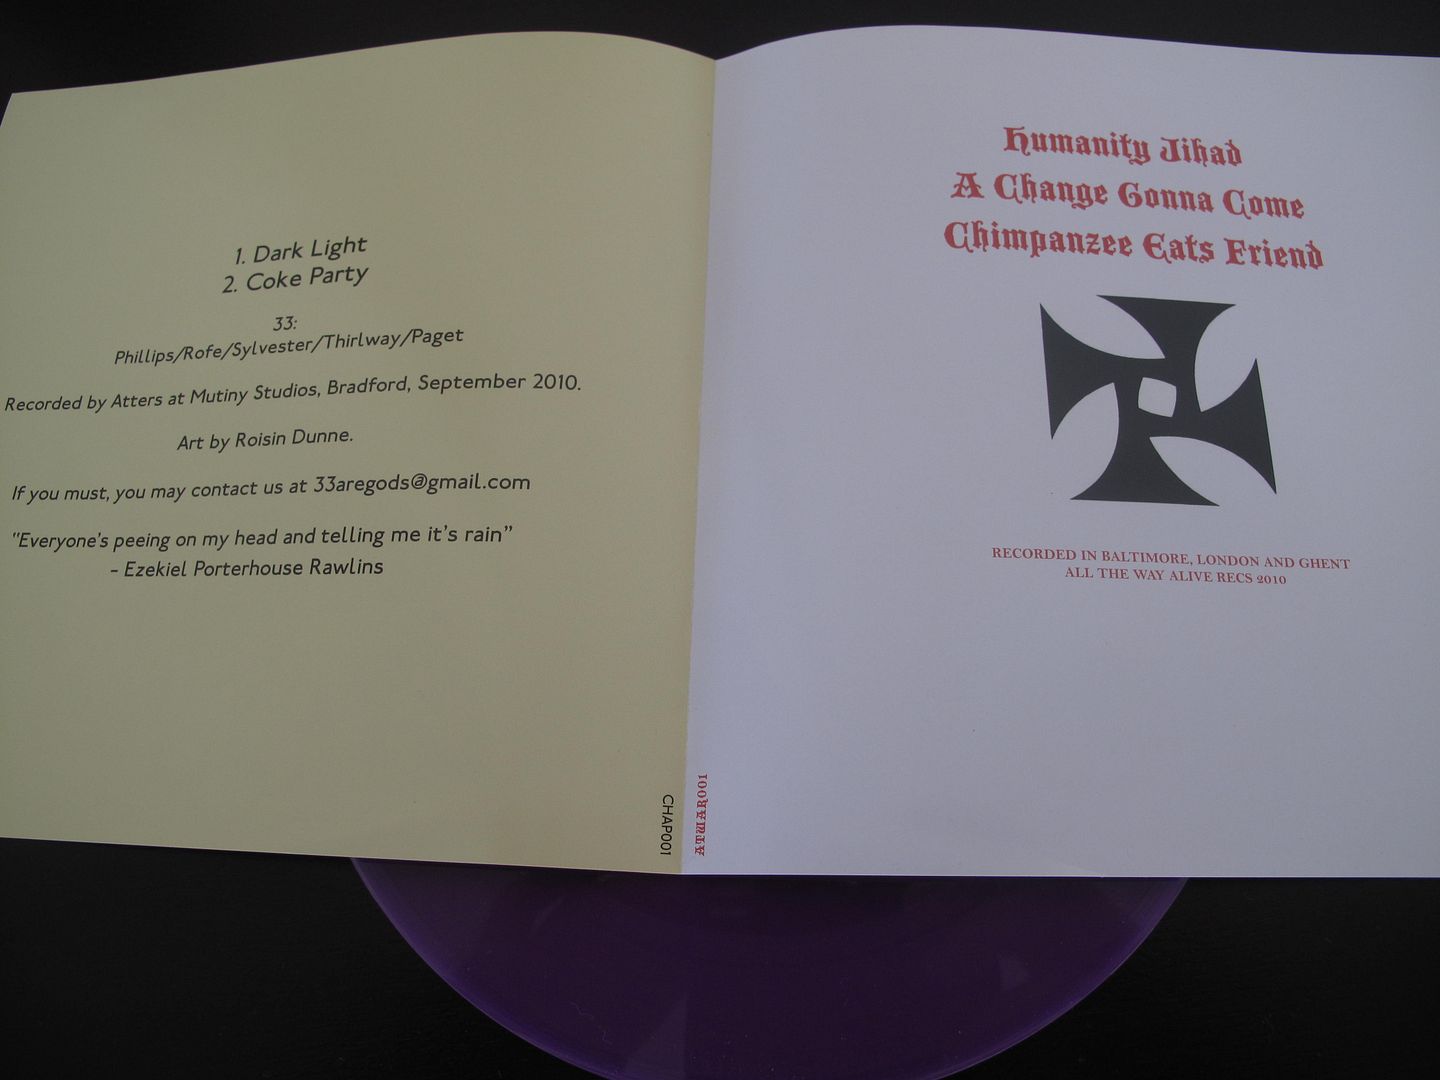 1. Dark Light
2. Coke Party
33:
Phillips/Rofe/Sylvester/Thirlway/Paget
Recorded by Atters at Mutiny Studios, Bradford, September 2010.
Art by Roisin Dunne.
If you must, you may contact us at 33aregods@gmail.com
"Everyone's peeing on my head and telling me it's rain"
- Ezekiel Porterhouse Rawlins
CHAP001
Humanity Jihad
A Change Gonna Come
Chimpanzee Eats Friend
RECORDED IN BALTIMORE, LONDON AND GHENT
ALL THE WAY ALIVE RECS 2010
ATWAR001